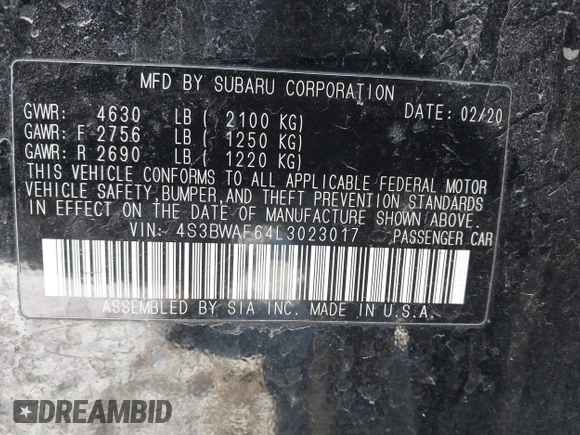 MFD BY SUBARU CORPORATION
GVWR: 4630 LB ( 2100 KG) DATE: 02/20
GAWR: F 2756 LB ( 1250 KG)
GAWR: R 2690 LB ( 1220 KG)
THIS VEHICLE CONFORMS TO ALL APPLICABLE FEDERAL MOTOR
VEHICLE SAFETY,BUMPER,AND THEFT PREVENTION STANDARDS
IN EFFECT ON THE DATE OF MANUFACTURE SHOWN ABOVE.
VIN: 4S3BWAE64L3023017 PASSENGER CAR
ASSEMBLED BY SIA INC. MADE IN U.S.A.
DREAMBID